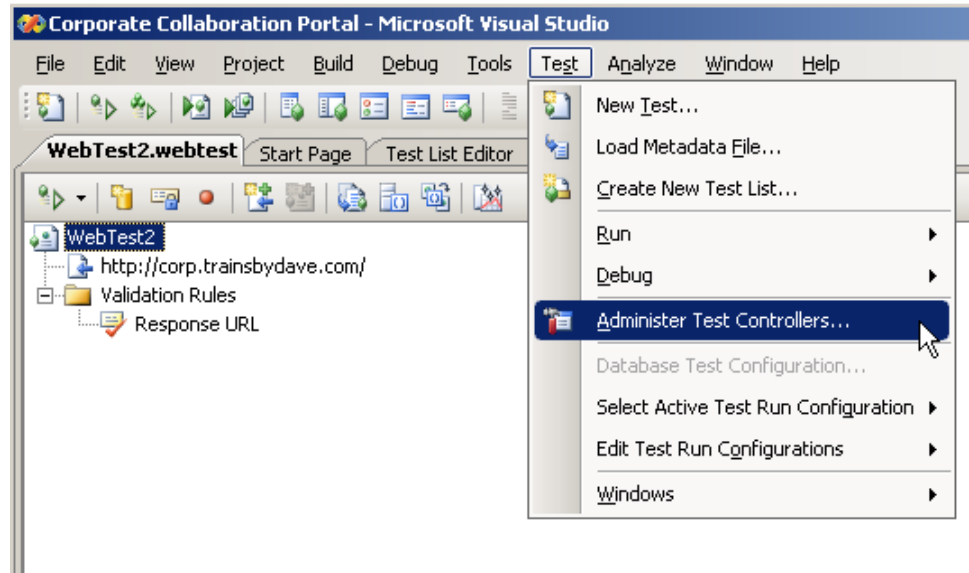 Corporate Collaboration Portal - Microsoft Visual Studio
File Edit View Project Build Debug Tools Test Analyze Window Help
WebTest2.webtest Start Page Test List Editor
WebTest2
http://corp.trainsbydave.com/
Validation Rules
Response URL
New Test...
Load Metadata File...
Create New Test List...
Run
Debug
Administer Test Controllers...
Database Test Configuration...
Select Active Test Run Configuration
Edit Test Run Configurations
Windows